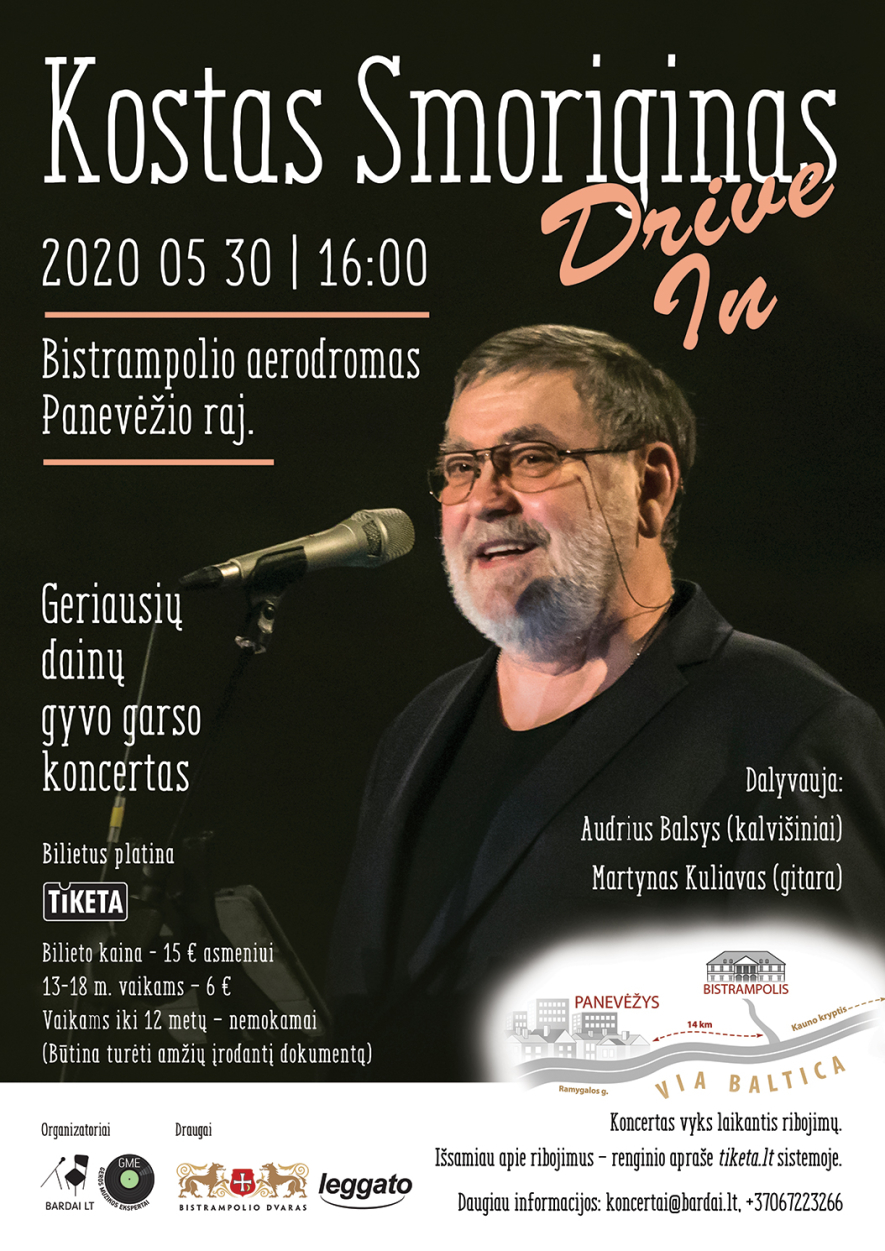 Kostas Smoriginas
Drive
In
2020 05 30 | 16:00
Bistrampolio aerodromas
Panevėžio raj.
Geriausių
dainų
gyvo garso
koncertas
Dalyvauja:
Audrius Balsys (kalvišiniai)
Martynas Kuliavas (gitara)
Bilietus platina
TiKETA
Bilieto kaina - 15 € asmeniui
13-18 m. vaikams – 6 €
Vaikams iki 12 metų – nemokamai
(Būtina turėti amžių įrodantį dokumentą)
BISTRAMPOLIS
PANEVĖŽYS
14 km
Kauno kryptis
VIA BALTICA
Ramygalos g.
Koncertas vyks laikantis ribojimų.
Išsamiau apie ribojimus – renginio apraše tiketa.lt sistemoje.
Daugiau informacijos: koncertai@bardai.lt, +37067223266
Organizatoriai
Draugai
BARDAI LT
GME
GEROS MUZIKOS EKSPERTAI
BISTRAMPOLIO DVARAS
leggato